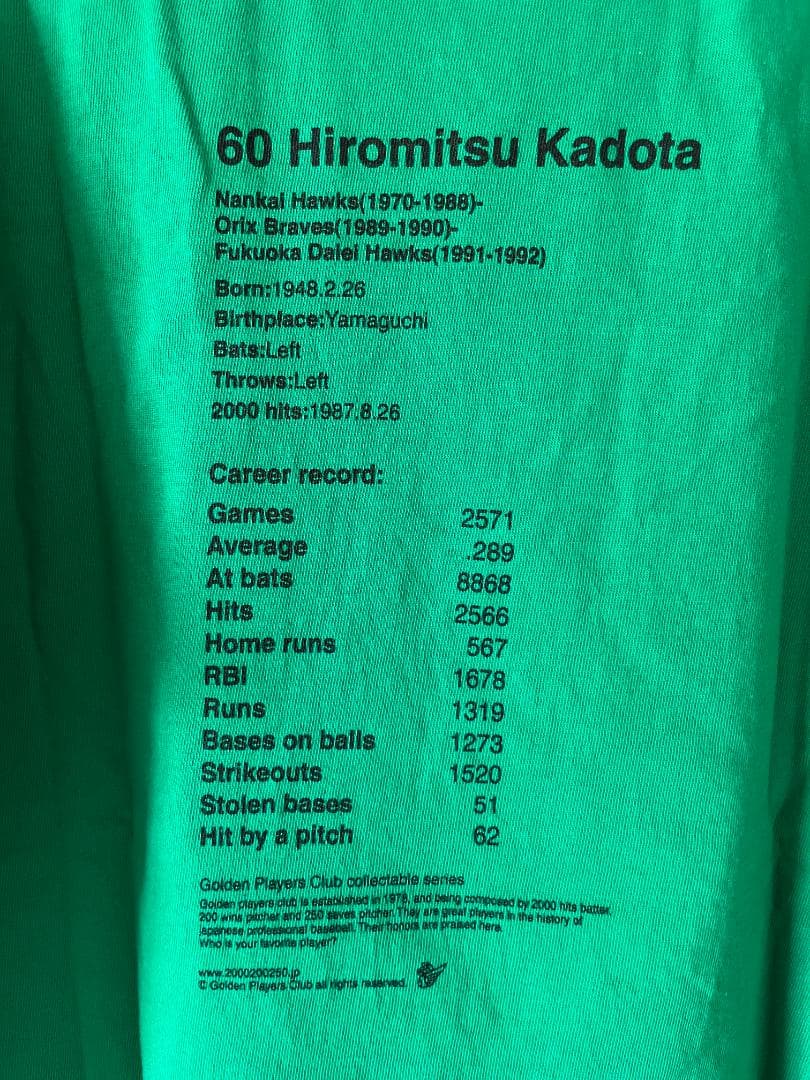 60 Hiromitsu Kadota
Nankai Hawks(1970-1988)-
Orix Braves(1989-1990)-
Fukuoka Daiei Hawks(1991-1992)
Born:1948.2.26
Birthplace:Yamaguchi
Bats:Left
Throws:Left
2000 hits:1987.8.26
Career record:
Games 2571
Average .289
At bats 8868
Hits 2566
Home runs 567
RBI 1678
Runs 1319
Bases on balls 1273
Strikeouts 1520
Stolen bases 51
Hit by a pitch 62
Golden Players Club collectable series
Golden players club is established in 1978, and being composed by 2000 hits batter,
200 wins pitcher and 250 saves pitcher. They are great players in the history of
Japanese professional baseball. Their honors are praised here.
Who is your favorite player?
www.2000200250.jp
© Golden Players Club all rights reserved.